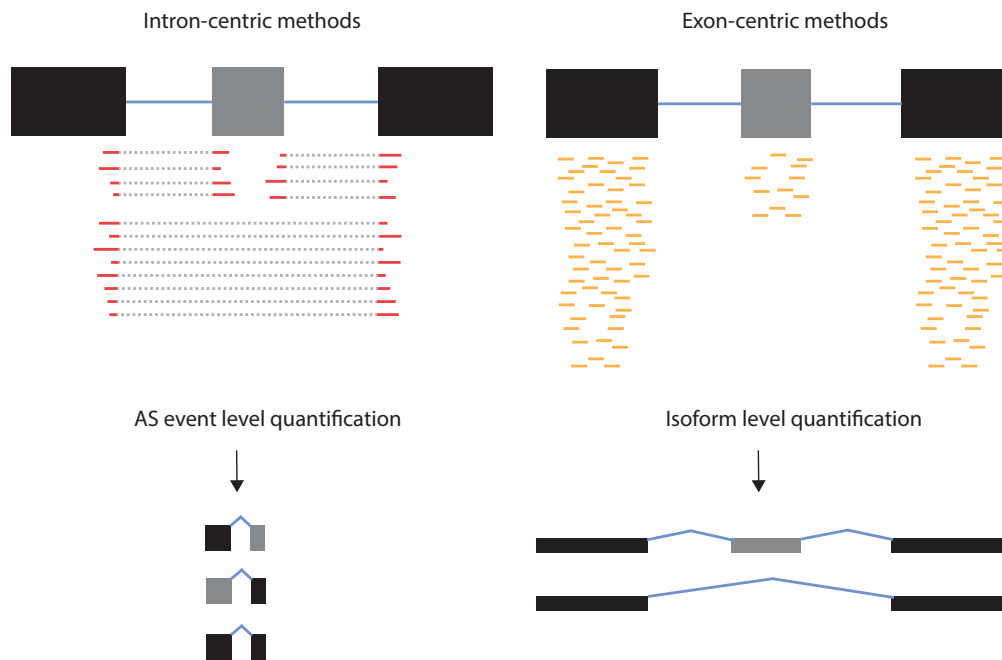 Intron-centric methods
Exon-centric methods
AS event level quantification
Isoform level quantification